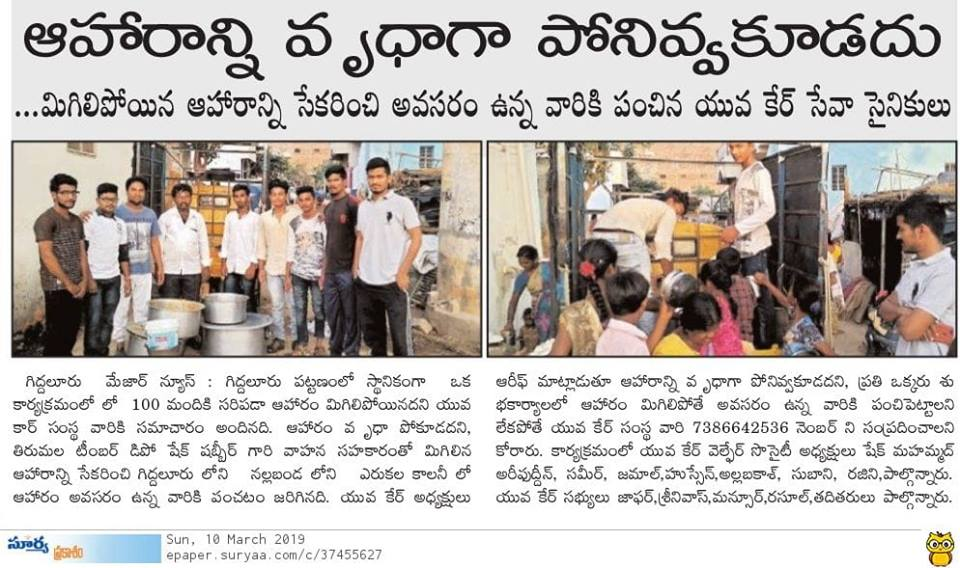 ఆహారాన్ని వ ృధాగా పోనివ్వకూడదు
...మిగిలిపోయిన ఆహారాన్ని సేకరించి అవసరం ఉన్న వారికి పంచిన యువ కేర్ సేవా సైనికులు
గిద్దలూరు మేజర్ న్యూస్ : గిద్దలూరు పట్టణంలో స్థానికంగా ఒక
కార్యక్రమంలో లో 100 మందికి సరిపడా ఆహారం మిగిలిపోయినదని యువ
కార్ సంస్థ వారికి సమాచారం అందినది. ఆహారం వ ృధా పోకూడదని,
తిరుమల టీంబర్ డిపో షేక్ షబ్బీర్ గారి వాహన సహకారంతో మిగిలిన
ఆహారాన్ని సేకరించి గిద్దలూరు లోని నల్లబండ లోని ఎరుకల కాలనీ లో
ఆహారం అవసరం ఉన్న వారికి పంచటం జరిగినది. యువ కేర్ అధ్యక్షులు
ఆరీఫ్ మాట్లాడుతూ ఆహారాన్ని వ ృధాగా పోనివ్వకూడదని, ప్రతి ఒక్కరు శు
భకార్యాలలో ఆహారం మిగిలిపోతే అవసరం ఉన్న వారికి పంచిపెట్టాలని
లేకపోతే యువ కేర్ సంస్థ వారి 7386642536 నెంబర్ ని సంప్రదించాలని
కోరారు. కార్యక్రమంలో యువ కేర్ వెల్ఫేర్ సొసైటీ అధ్యక్షులు షేక్ మహమ్మద్
అరీఫుద్దీన్, సమీర్, జమాల్,హుస్సేన్,అల్లబకాశ్, సుబాని, రజిని,పాల్గొన్నారు.
యువ కేర్ సభ్యులు జాఫర్,శ్రీనివాస్,మన్సూర్,రసూల్,తదితరులు పాల్గొన్నారు.
సూర్య ప్రకాశం
Sun, 10 March 2019
epaper.suryaa.com/c/37455627